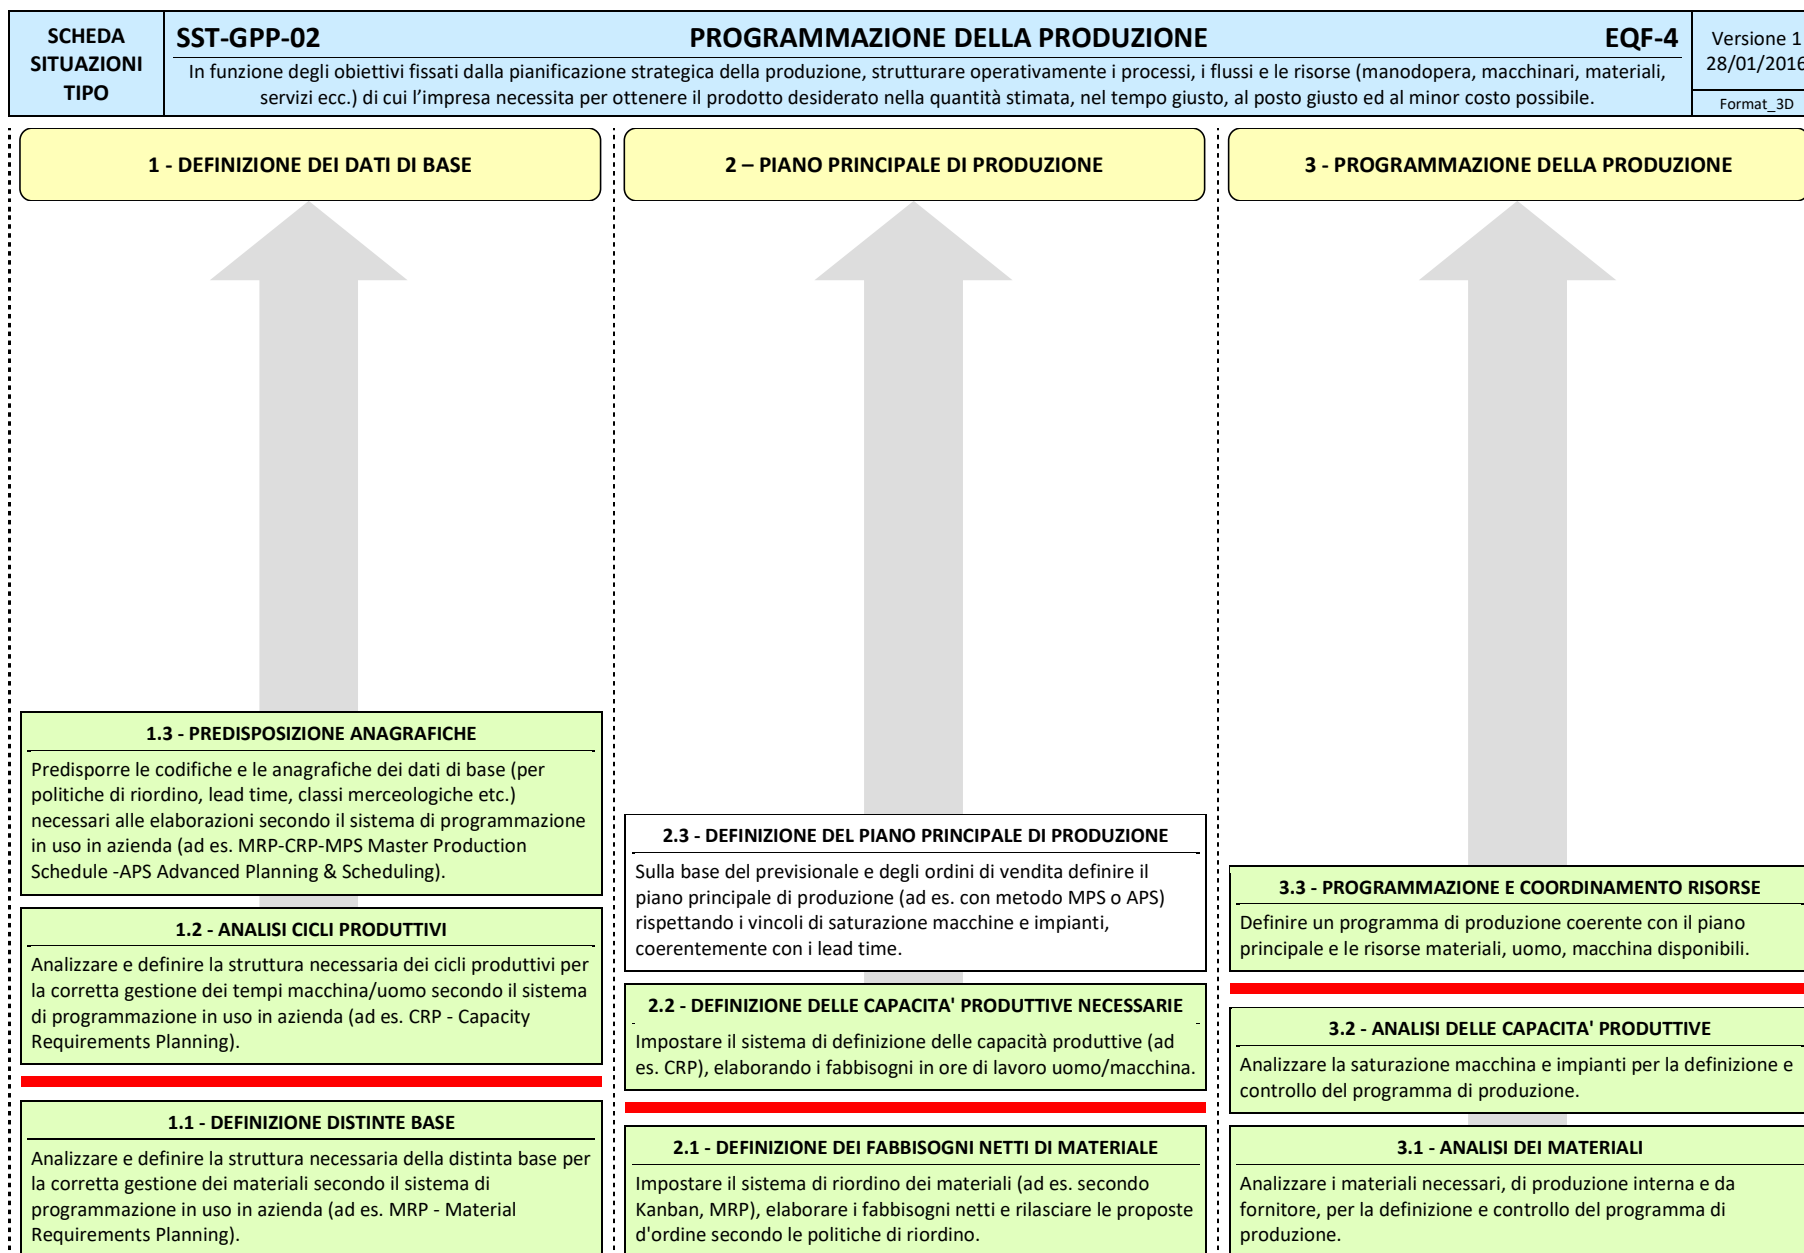 SCHEDA
SITUAZIONI
TIPO
SST-GPP-02
PROGRAMMAZIONE DELLA PRODUZIONE
EQF-4
In funzione degli obiettivi fissati dalla pianificazione strategica della produzione, strutturare operativamente i processi, i flussi e le risorse (manodopera, macchinari, materiali,
servizi ecc.) di cui l’impresa necessita per ottenere il prodotto desiderato nella quantità stimata, nel tempo giusto, al posto giusto ed al minor costo possibile.
Versione 1
28/01/2016
Format_3D
1 - DEFINIZIONE DEI DATI DI BASE
1.3 - PREDISPOSIZIONE ANAGRAFICHE
Predisporre le codifiche e le anagrafiche dei dati di base (per
politiche di riordino, lead time, classi merceologiche etc.)
necessari alle elaborazioni secondo il sistema di programmazione
in uso in azienda (ad es. MRP-CRP-MPS Master Production
Schedule -APS Advanced Planning & Scheduling).
1.2 - ANALISI CICLI PRODUTTIVI
Analizzare e definire la struttura necessaria dei cicli produttivi per
la corretta gestione dei tempi macchina/uomo secondo il sistema
di programmazione in uso in azienda (ad es. CRP - Capacity
Requirements Planning).
1.1 - DEFINIZIONE DISTINTE BASE
Analizzare e definire la struttura necessaria della distinta base per
la corretta gestione dei materiali secondo il sistema di
programmazione in uso in azienda (ad es. MRP - Material
Requirements Planning).
2 – PIANO PRINCIPALE DI PRODUZIONE
2.3 - DEFINIZIONE DEL PIANO PRINCIPALE DI PRODUZIONE
Sulla base del previsionale e degli ordini di vendita definire il
piano principale di produzione (ad es. con metodo MPS o APS)
rispettando i vincoli di saturazione macchine e impianti,
coerentemente con i lead time.
2.2 - DEFINIZIONE DELLE CAPACITA' PRODUTTIVE NECESSARIE
Impostare il sistema di definizione delle capacità produttive (ad
es. CRP), elaborando i fabbisogni in ore di lavoro uomo/macchina.
2.1 - DEFINIZIONE DEI FABBISOGNI NETTI DI MATERIALE
Impostare il sistema di riordino dei materiali (ad es. secondo
Kanban, MRP), elaborare i fabbisogni netti e rilasciare le proposte
d'ordine secondo le politiche di riordino.
3 - PROGRAMMAZIONE DELLA PRODUZIONE
3.3 - PROGRAMMAZIONE E COORDINAMENTO RISORSE
Definire un programma di produzione coerente con il piano
principale e le risorse materiali, uomo, macchina disponibili.
3.2 - ANALISI DELLE CAPACITA' PRODUTTIVE
Analizzare la saturazione macchina e impianti per la definizione e
controllo del programma di produzione.
3.1 - ANALISI DEI MATERIALI
Analizzare i materiali necessari, di produzione interna e da
fornitore, per la definizione e controllo del programma di
produzione.